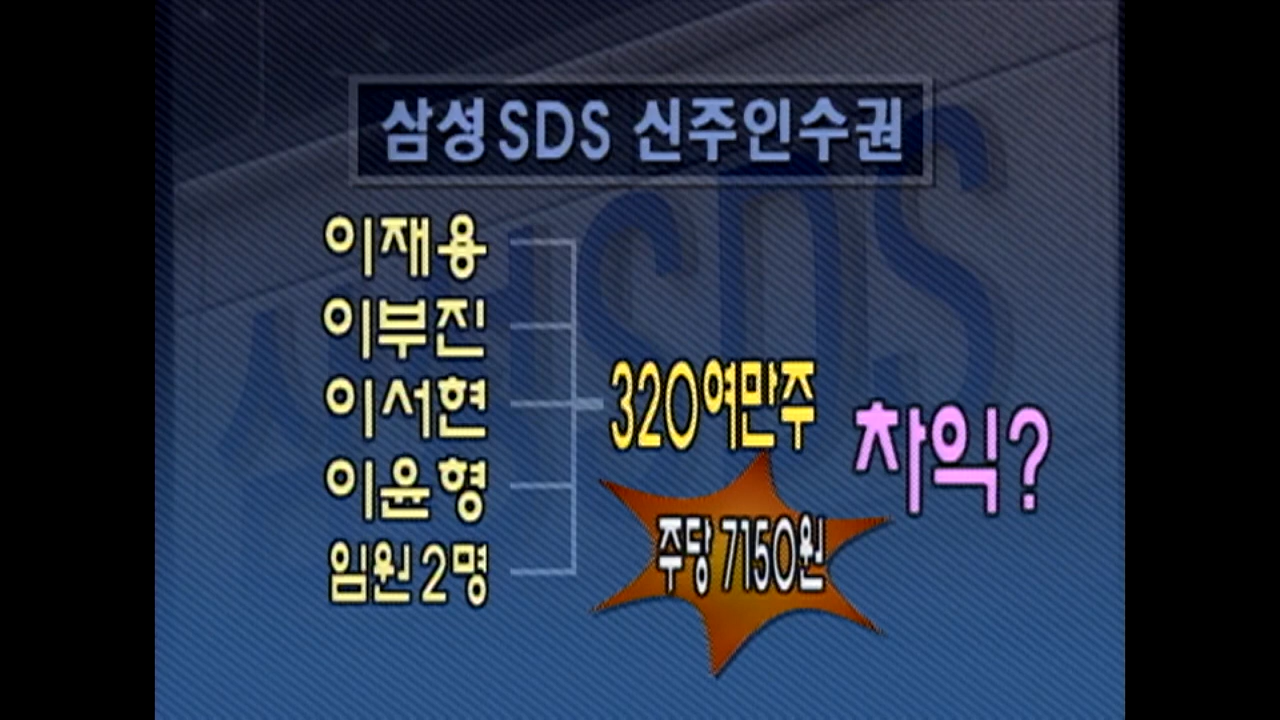 삼성SDS 신주인수권
이재용
이부진
이서현
이윤형
임원 2명
320여만주
차익?
주당 7150원